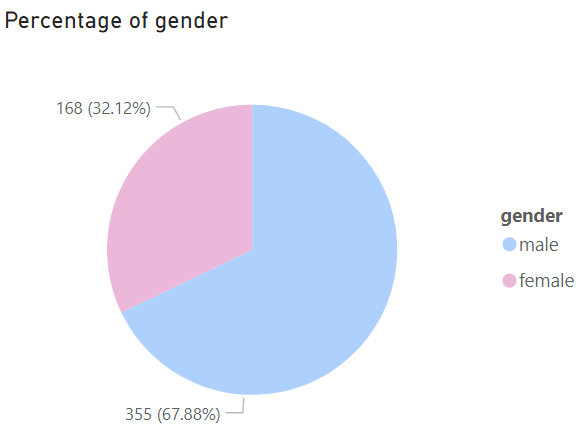 Percentage of gender
168 (32.12%)
gender
male
female
355 (67.88%)